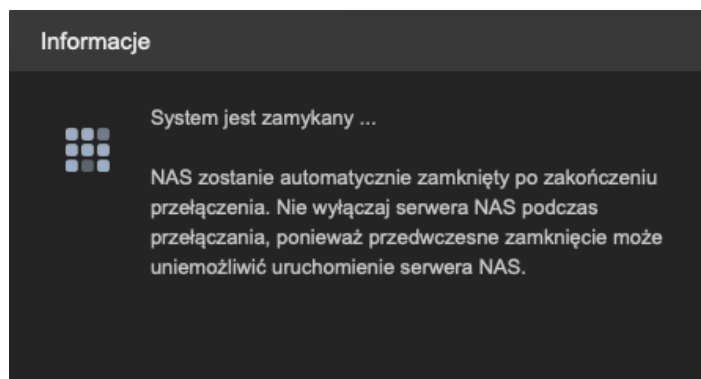 Informacje
System jest zamykany ...
NAS zostanie automatycznie zamknięty po zakończeniu
przełączenia. Nie wyłączaj serwera NAS podczas
przełączania, ponieważ przedwczesne zamknięcie może
uniemożliwić uruchomienie serwera NAS.